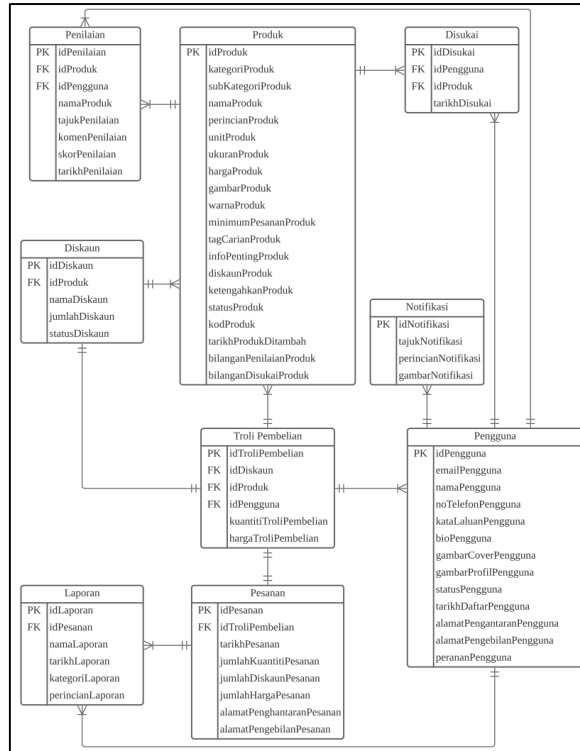 Penilaian
PK idPenilaian
FK idProduk
FK idPengguna
namaProduk
tajukPenilaian
komenPenilaian
skorPenilaian
tarikhPenilaian
Produk
PK idProduk
kategoriProduk
subKategoriProduk
namaProduk
perincianProduk
unitProduk
ukuranProduk
hargaProduk
gambarProduk
warnaProduk
minimumPesananProduk
tagCarianProduk
infoPentingProduk
diskaunProduk
ketengahkanProduk
statusProduk
kodProduk
tarikhProdukDitambah
bilanganPenilaianProduk
bilanganDisukaiProduk
Disukai
PK idDisukai
FK idPengguna
FK idProduk
tarikhDisukai
Diskaun
PK idDiskaun
FK idProduk
namaDiskaun
jumlahDiskaun
statusDiskaun
Notifikasi
PK idNotifikasi
tajukNotifikasi
perincianNotifikasi
gambarNotifikasi
Troli Pembelian
PK idTroliPembelian
FK idDiskaun
FK idProduk
FK idPengguna
kuantitiTroliPembelian
hargaTroliPembelian
Pengguna
PK idPengguna
emailPengguna
namaPengguna
noTelefonPengguna
kataLaluanPengguna
bioPengguna
gambarCoverPengguna
gambarProfilPengguna
statusPengguna
tarikhDaftarPengguna
alamatPengantaranPengguna
alamatPengebilanPengguna
perananPengguna
Laporan
PK idLaporan
FK idPesanan
namaLaporan
tarikhLaporan
kategoriLaporan
perincianLaporan
Pesanan
PK idPesanan
FK idTroliPembelian
tarikhPesanan
jumlahKuantitiPesanan
jumlahDiskaunPesanan
jumlahHargaPesanan
alamatPenghantaranPesanan
alamatPengebilanPesanan